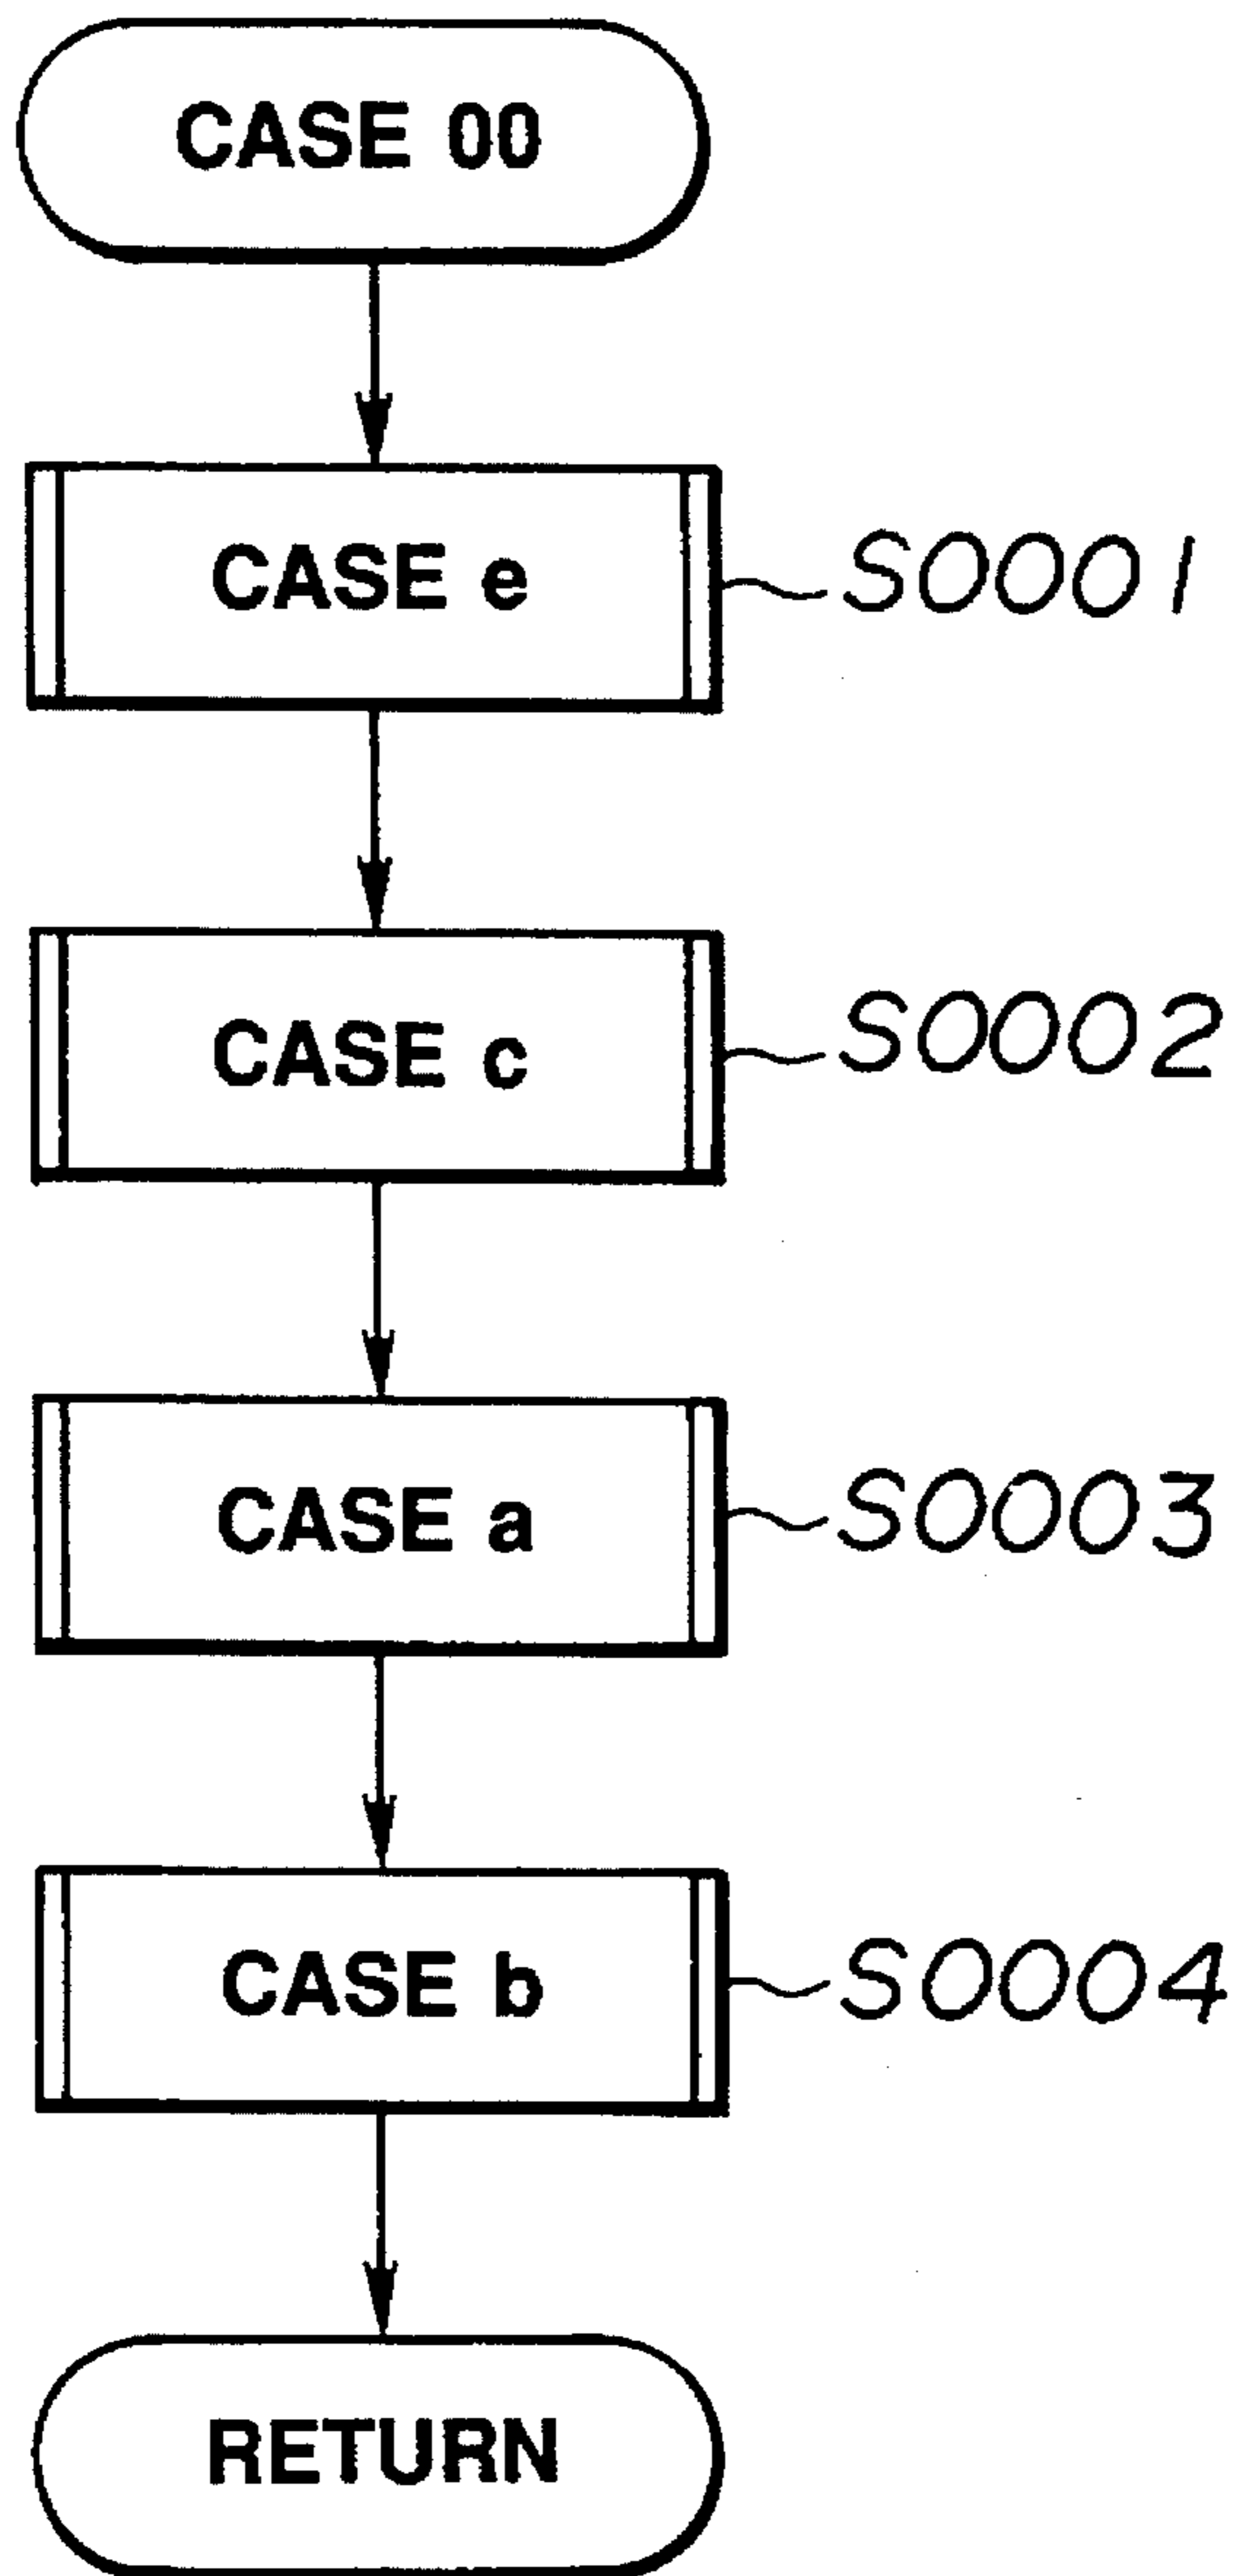 CASE 00
CASE e
S0001
CASE c
S0002
CASE a
S0003
CASE b
S0004
RETURN